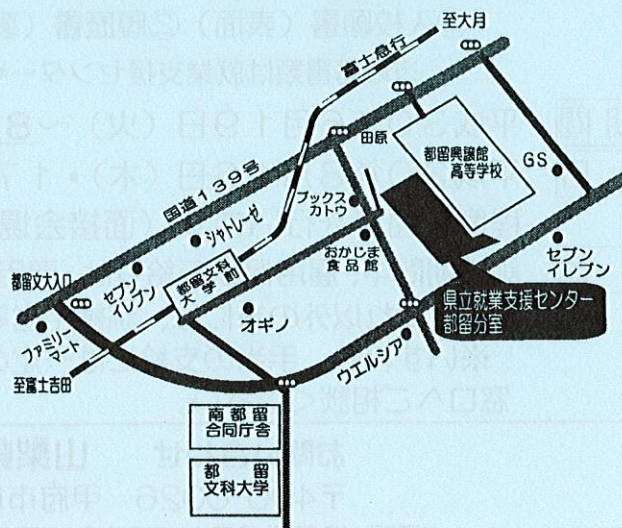 至大月
富士急行
田原
都留興譲館
高等学校
GS
国道139号
ブックス
カトウ
シャトレーゼ
おかじま
食品館
セブン
イレブン
都留文大入口
セブン
イレブン
都留文科
大学前
オギノ
県立就業支援センター
都留分室
ファミリー
マート
ウエルシア
至富士吉田
南都留
合同庁舎
都留
文科大学